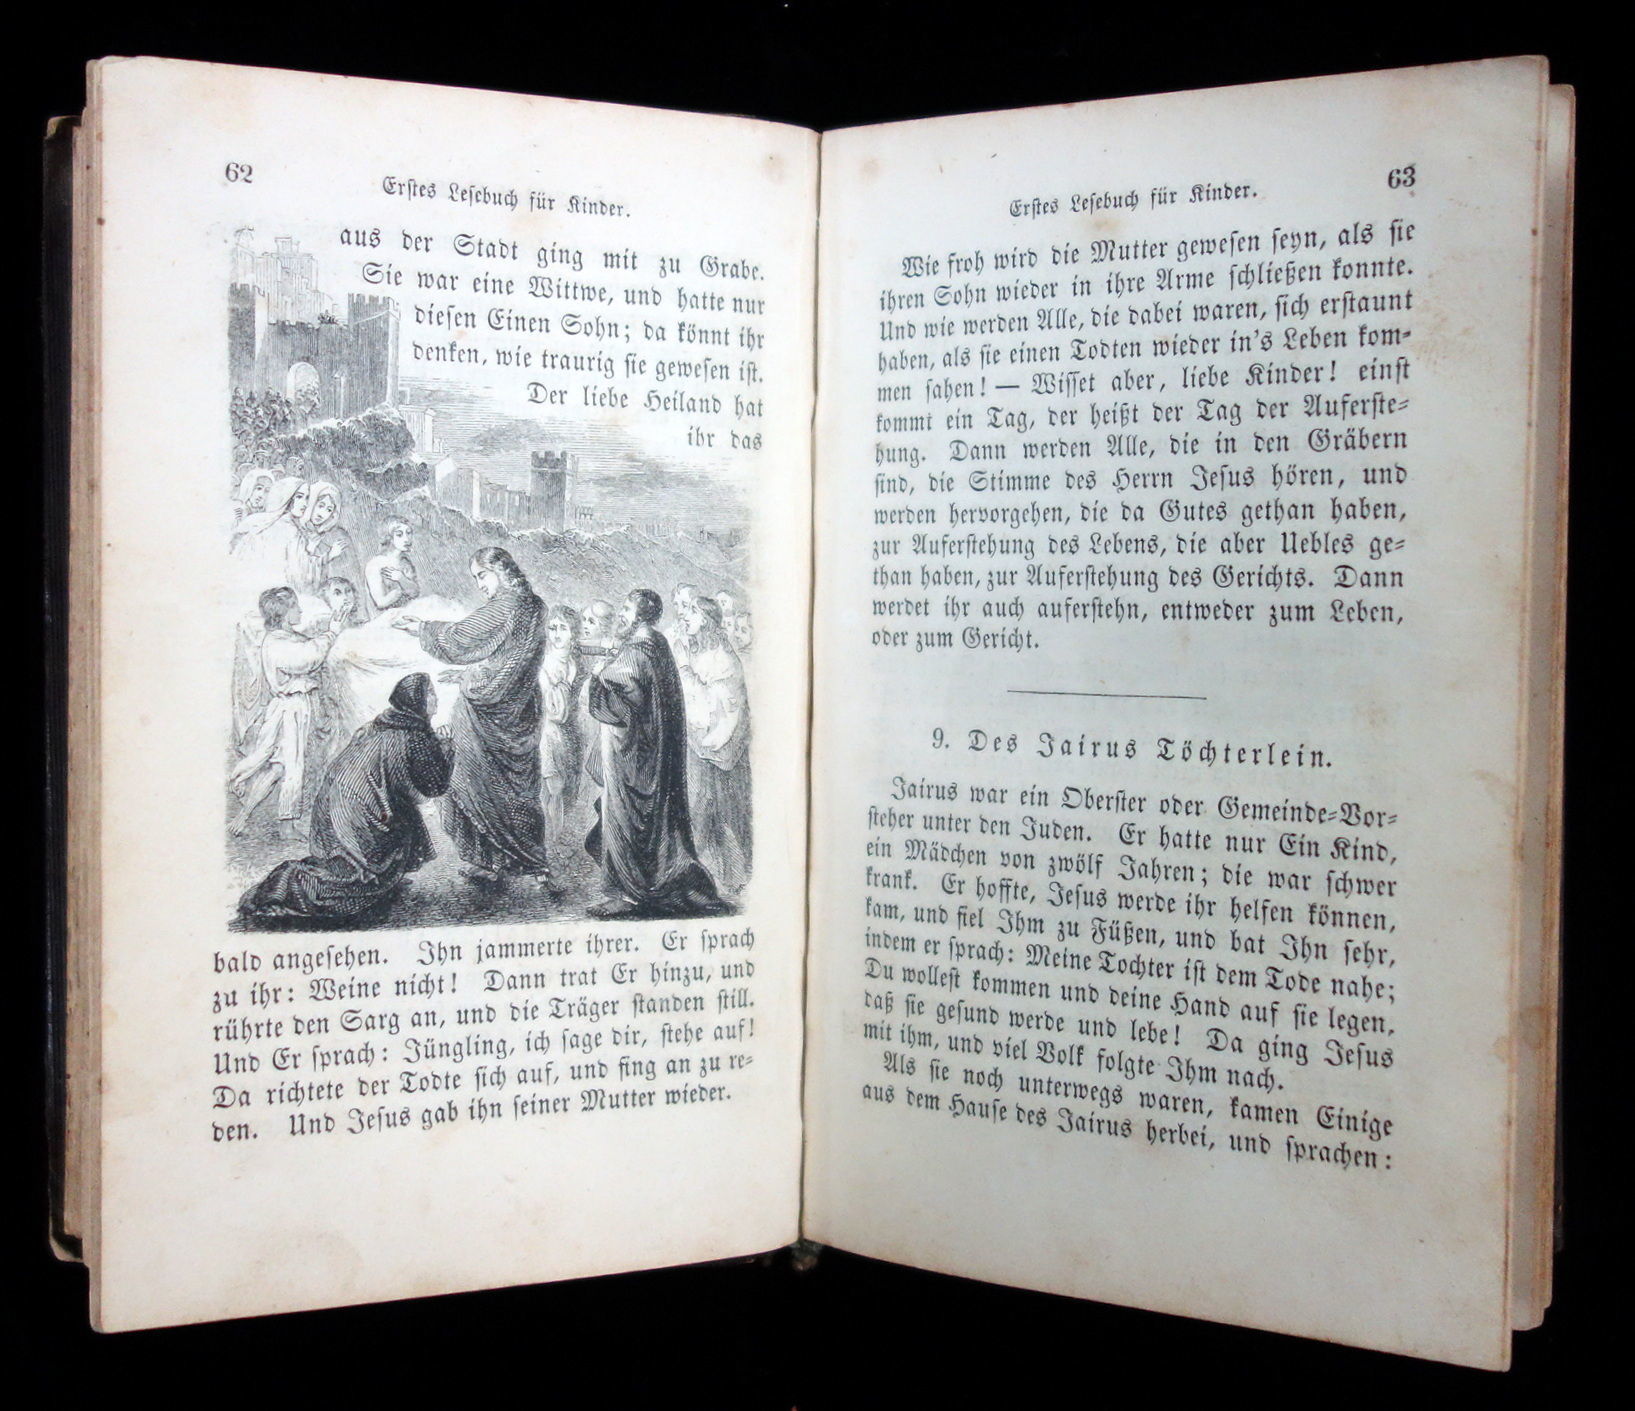 62
Erstes Lesebuch für Kinder.
aus der Stadt ging mit zu Grabe.
Sie war eine Wittwe, und hatte nur
diesen Einen Sohn; da könnt ihr
denken, wie traurig sie gewesen ist.
Der liebe Heiland hat
ihr das
bald angesehen. Ihn jammerte ihrer. Er sprach
zu ihr: Weine nicht! Dann trat Er hinzu, und
rührte den Sarg an, und die Träger standen still.
Und Er sprach: Jüngling, ich sage dir, stehe auf!
Da richtete der Todte sich auf, und fing an zu re-
den. Und Jesus gab ihn seiner Mutter wieder.
Erstes Lesebuch für Kinder.
63
Wie froh wird die Mutter gewesen seyn, als sie
ihren Sohn wieder in ihre Arme schließen konnte.
Und wie werden Alle, die dabei waren, sich erstaunt
haben, als sie einen Todten wieder in's Leben kom-
men sahen! — Wisset aber, liebe Kinder! einst
kommt ein Tag, der heißt der Tag der Auferste-
hung. Dann werden Alle, die in den Gräbern
sind, die Stimme des Herrn Jesus hören, und
werden hervorgehen, die da Gutes gethan haben,
zur Auferstehung des Lebens, die aber Uebles ge-
than haben, zur Auferstehung des Gerichts. Dann
werdet ihr auch auferstehn, entweder zum Leben,
oder zum Gericht.
9. Des Jairus Töchterlein.
Jairus war ein Oberster oder Gemeinde-Vor-
steher unter den Juden. Er hatte nur Ein Kind,
ein Mädchen von zwölf Jahren; die war schwer
krank. Er hoffte, Jesus werde ihr helfen können,
kam, und fiel Ihm zu Füßen, und bat Ihn sehr,
indem er sprach: Meine Tochter ist dem Tode nahe;
Du wollest kommen und deine Hand auf sie legen,
daß sie gesund werde und lebe! Da ging Jesus
mit ihm, und viel Volk folgte Ihm nach.
Als sie noch unterwegs waren, kamen Einige
aus dem Hause des Jairus herbei, und sprachen: